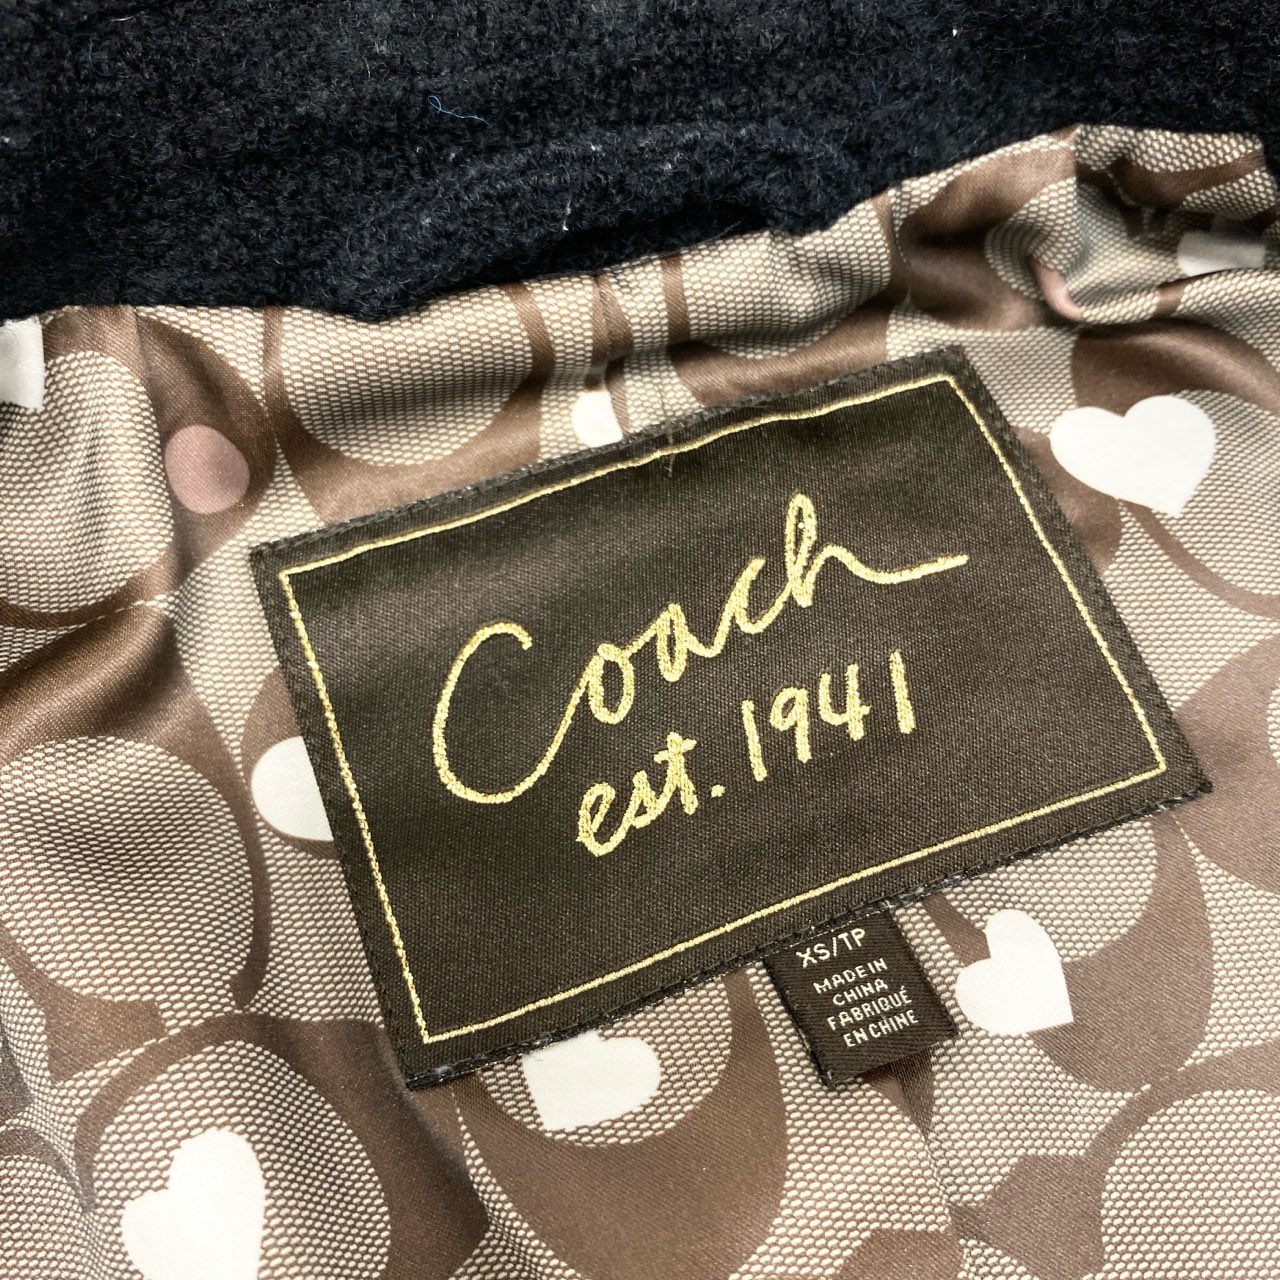 Coach
est. 1941
XS/TP
MADE IN
CHINA
FABRIQUÉ
EN CHINE